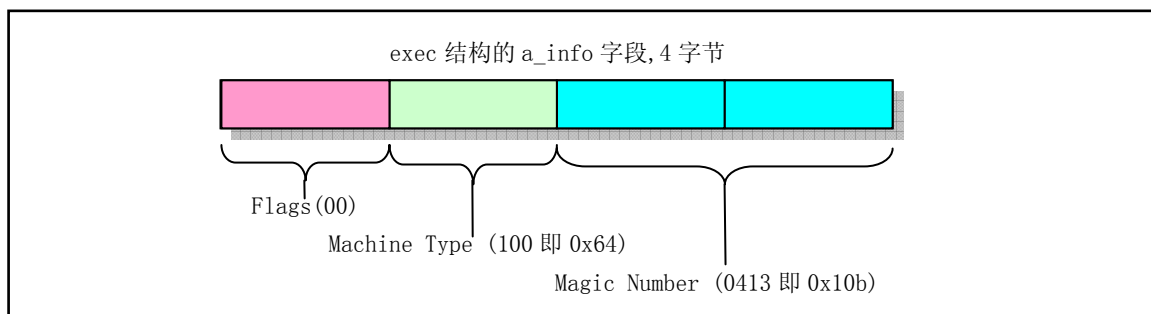 exec 结构的 a_info 字段,4 字节
Flags(00)
Machine Type (100 即 0x64)
Magic Number (0413 即 0x10b)